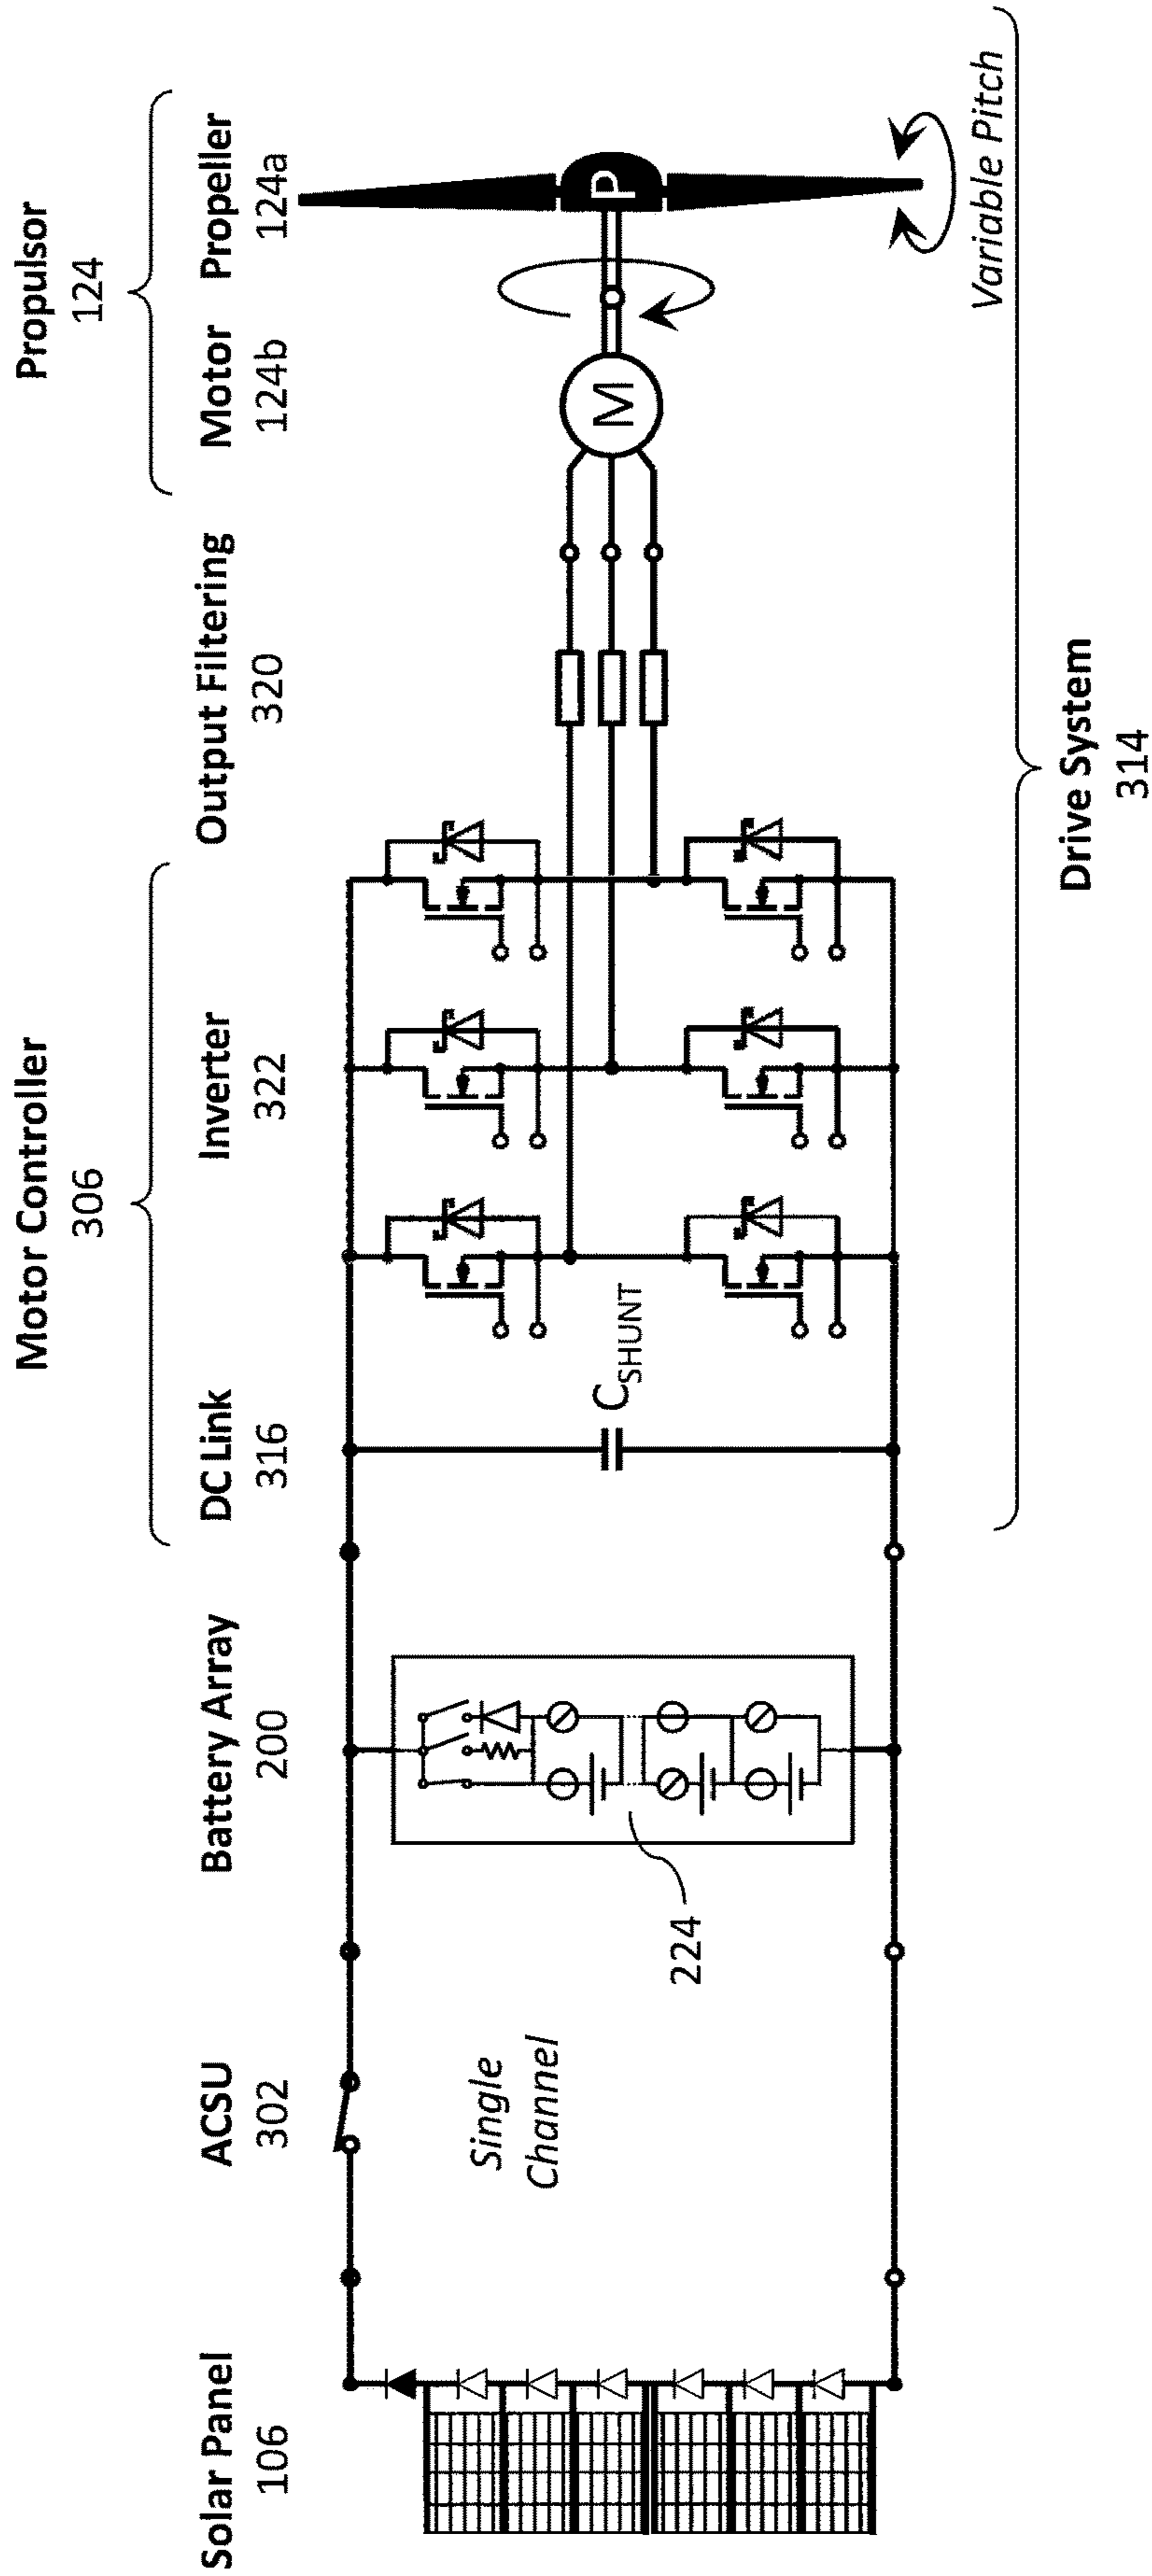 Solar Panel
106
ACSU
302
Battery Array
200
Motor Controller
306
DC Link
316
Inverter
322
Output Filtering
320
Propulsor
124
Motor
124b
Propeller
124a
Single
Channel
224
CSHUNT
M
P
Variable Pitch
Drive System
314